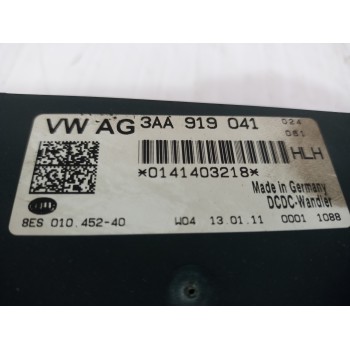 VW AG 3AA 919 041 024
061
HLH
*0141403218*
Made in Germany
DCDC-Wandler
8ES 010.452-40 W04 13.01.11 0001 1088